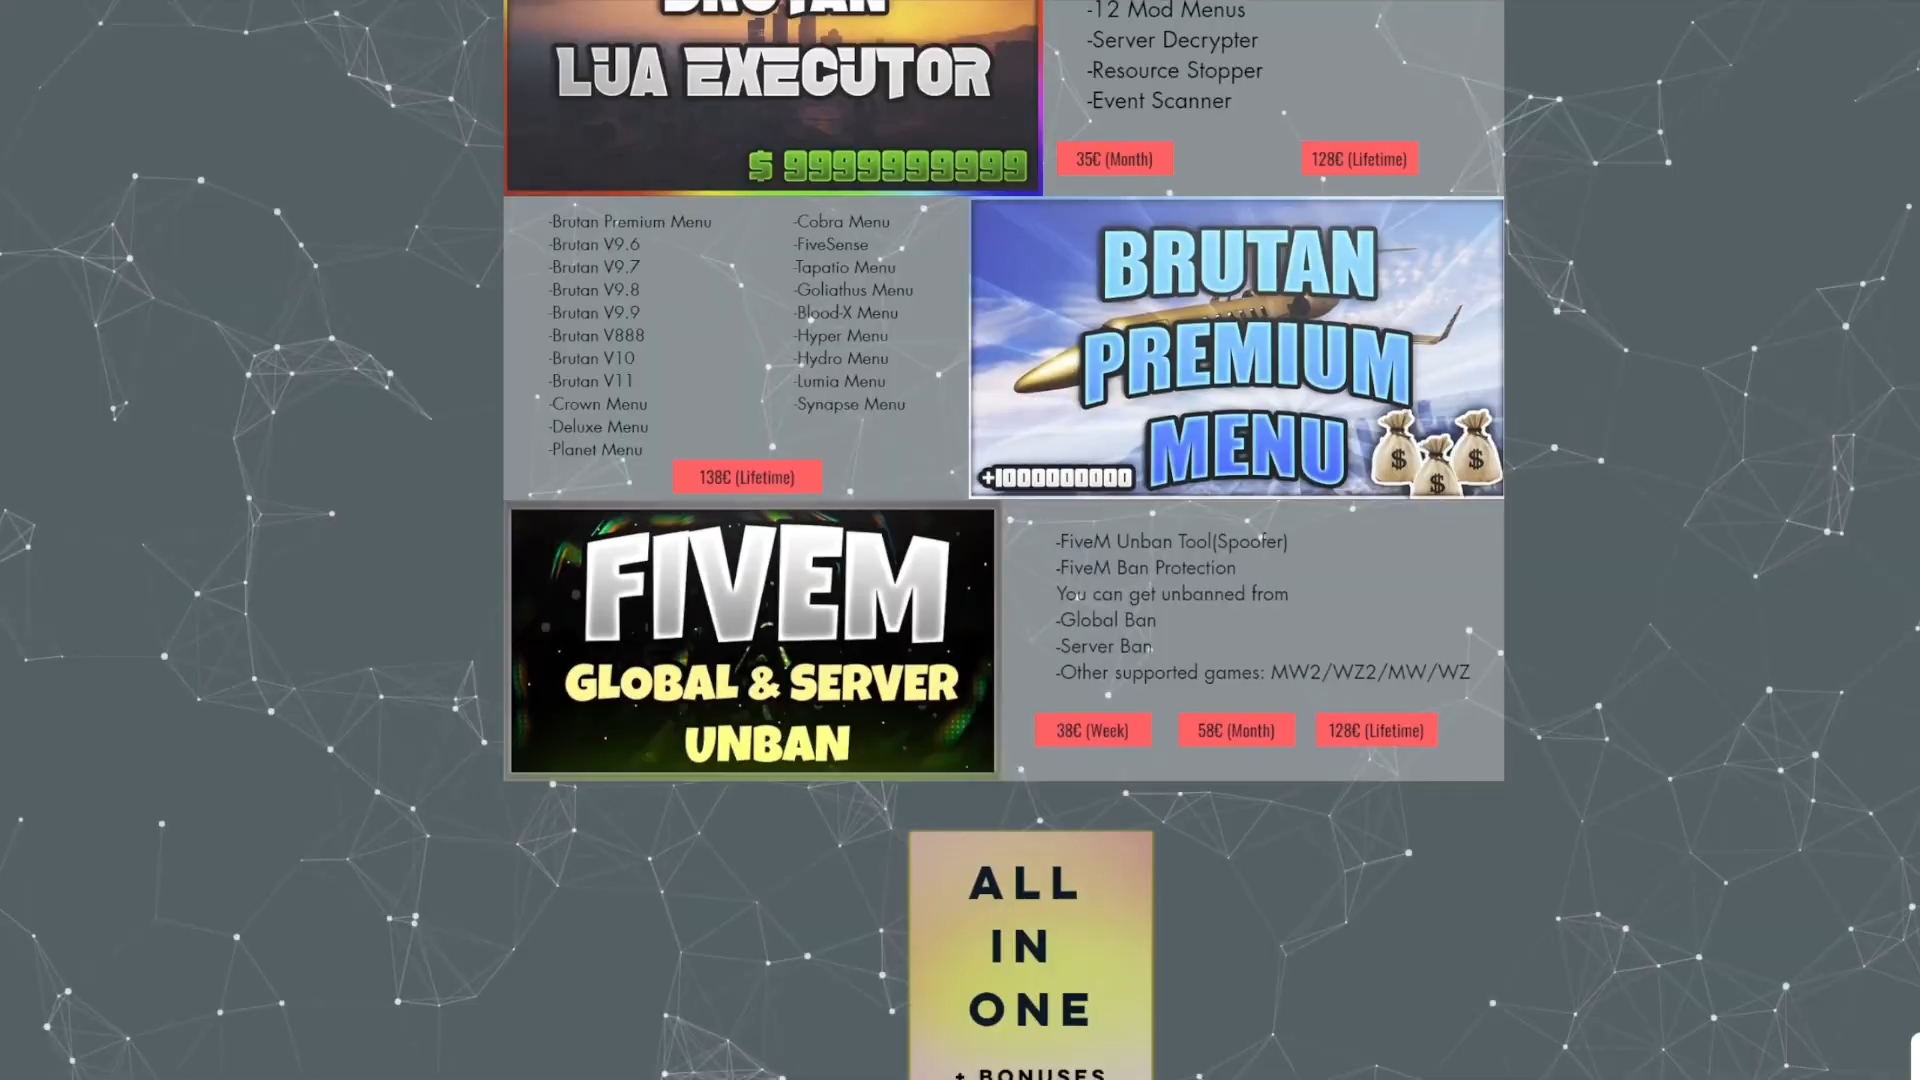 BRUTAN
LUA EXECUTOR
$ 9999999999
-12 Mod Menus
-Server Decrypter
-Resource Stopper
-Event Scanner
35€ (Month)
128€ (Lifetime)
-Brutan Premium Menu
-Brutan V9.6
-Brutan V9.7
-Brutan V9.8
-Brutan V9.9
-Brutan V888
-Brutan V10
-Brutan V11
-Crown Menu
-Deluxe Menu
-Planet Menu
-Cobra Menu
-FiveSense
-Tapatio Menu
-Goliathus Menu
-Blood-X Menu
-Hyper Menu
-Hydro Menu
-Lumia Menu
-Synapse Menu
138€ (Lifetime)
BRUTAN
PREMIUM
MENU
+1000000000
$ $ $
FIVEM
GLOBAL & SERVER
UNBAN
-FiveM Unban Tool(Spoofer)
-FiveM Ban Protection
You can get unbanned from
-Global Ban
-Server Ban
-Other supported games: MW2/WZ2/MW/WZ
38€ (Week)
58€ (Month)
128€ (Lifetime)
ALL
IN
ONE
+ BONUSES